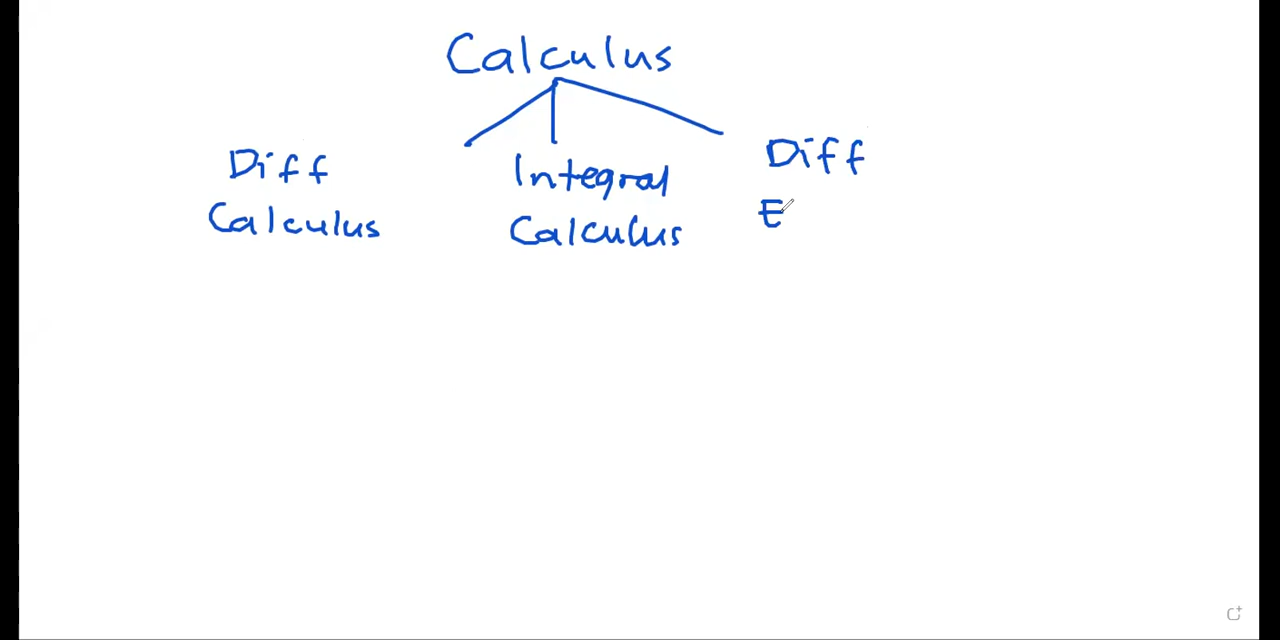 Calculus
Diff
Calculus
Integral
Calculus
Diff
E